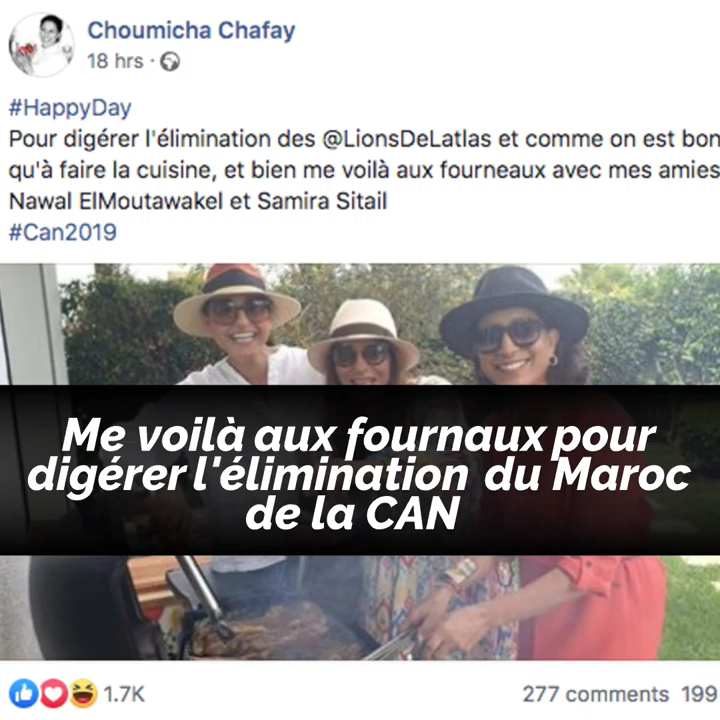 Choumicha Chafay
18 hrs ·
#HappyDay
Pour digérer l'élimination des @LionsDeLatlas et comme on est bon
qu'à faire la cuisine, et bien me voilà aux fourneaux avec mes amies
Nawal ElMoutawakel et Samira Sitail
#Can2019
Me voilà aux fournaux pour
digérer l'élimination du Maroc
de la CAN
1.7K
277 comments 199